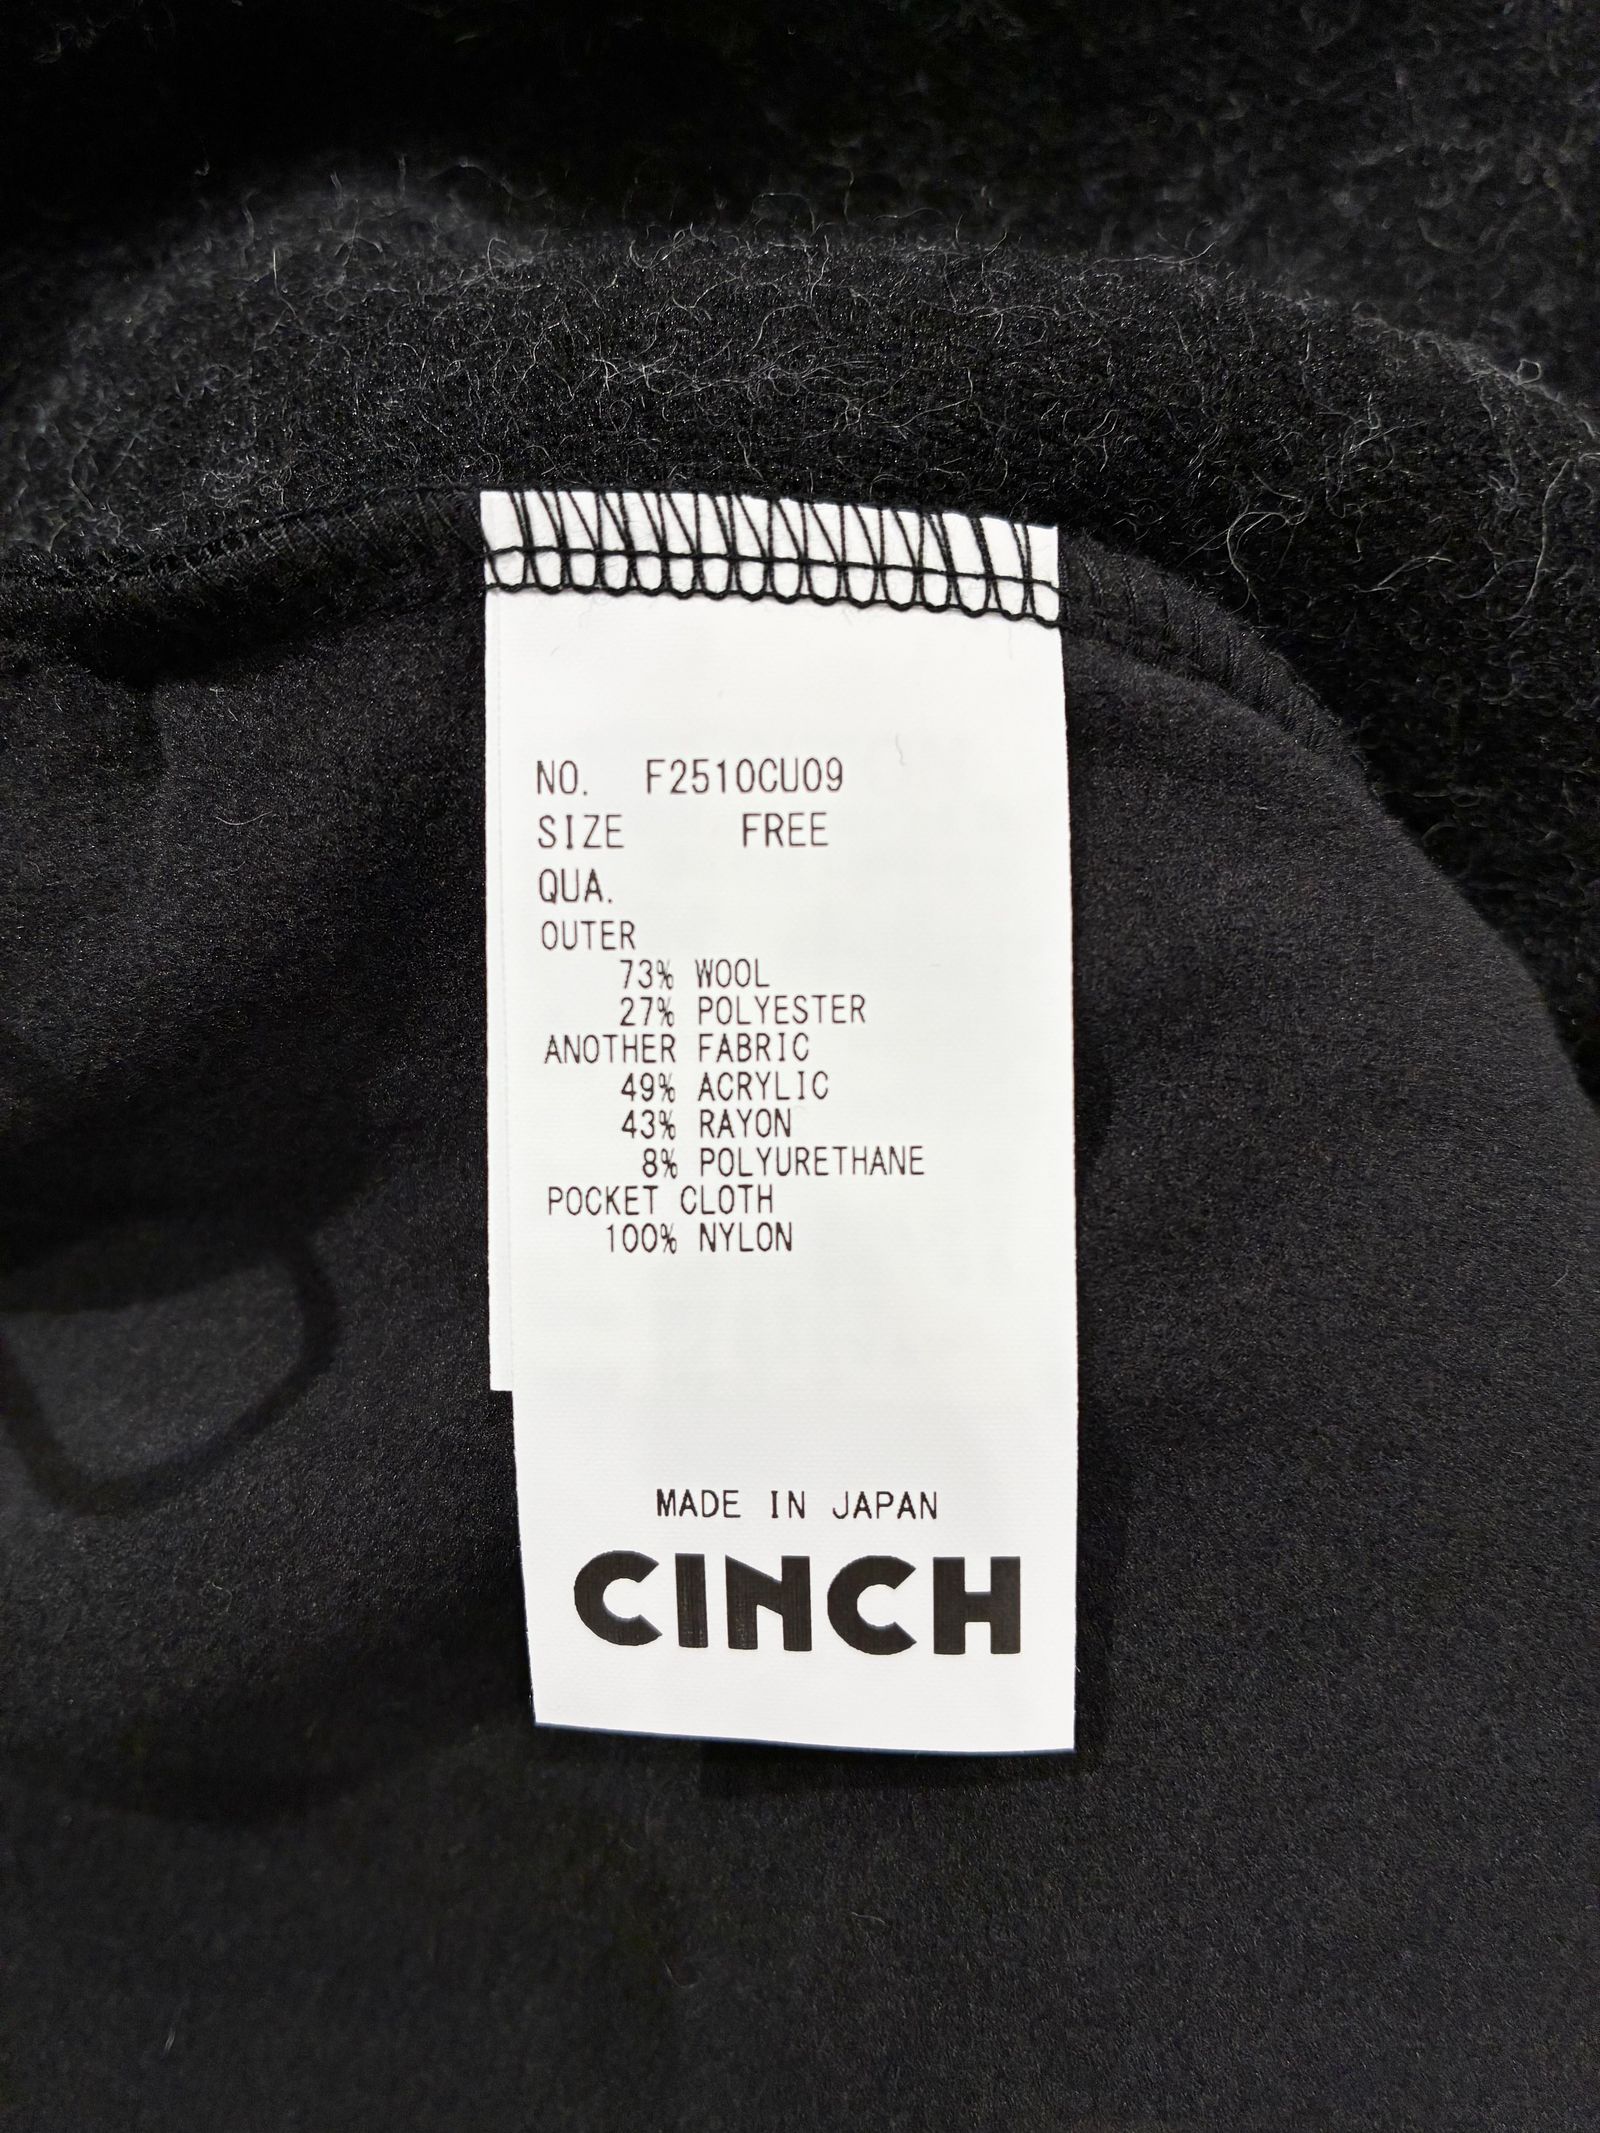 NO. F2510CU09
SIZE FREE
QUA.
OUTER
73% WOOL
27% POLYESTER
ANOTHER FABRIC
49% ACRYLIC
43% RAYON
8% POLYURETHANE
POCKET CLOTH
100% NYLON
MADE IN JAPAN
CINCH